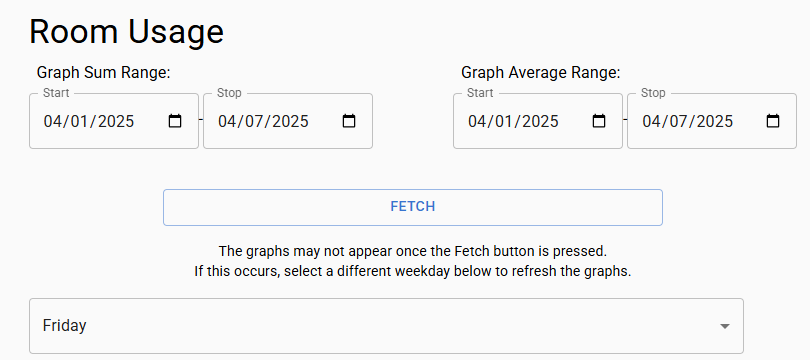 Room Usage
Graph Sum Range: Graph Average Range:
Start Stop Start Stop
04/01/2025 - 04/07/2025 04/01/2025 - 04/07/2025
FETCH
The graphs may not appear once the Fetch button is pressed.
If this occurs, select a different weekday below to refresh the graphs.
Friday